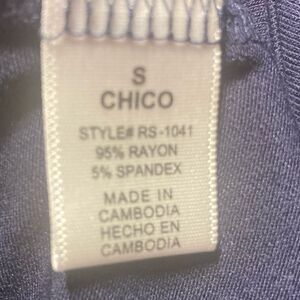 S
CHICO
STYLE# RS-1041
95% RAYON
5% SPANDEX
MADE IN
CAMBODIA
HECHO EN
CAMBODIA